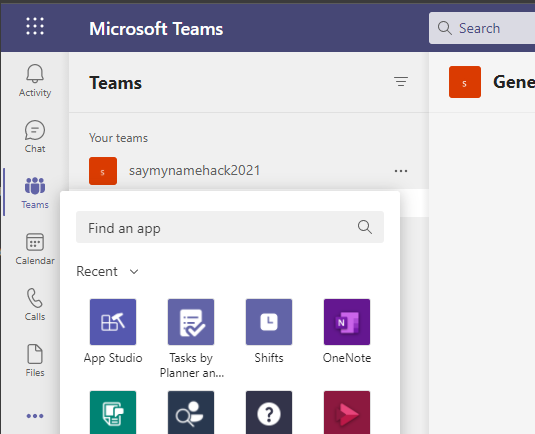 Microsoft Teams
Search
Activity
Chat
Teams
Calendar
Calls
Files
Teams
Your teams
s
saymynamehack2021
s
Gene
Find an app
Recent
App Studio
Tasks by
Planner an...
Shifts
OneNote
N
?